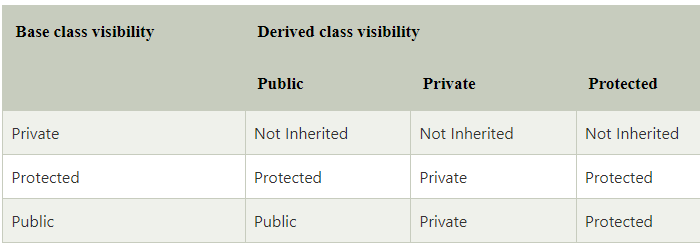 Base class visibility Derived class visibility
Public Private Protected
Private Not Inherited Not Inherited Not Inherited
Protected Protected Private Protected
Public Public Private Protected